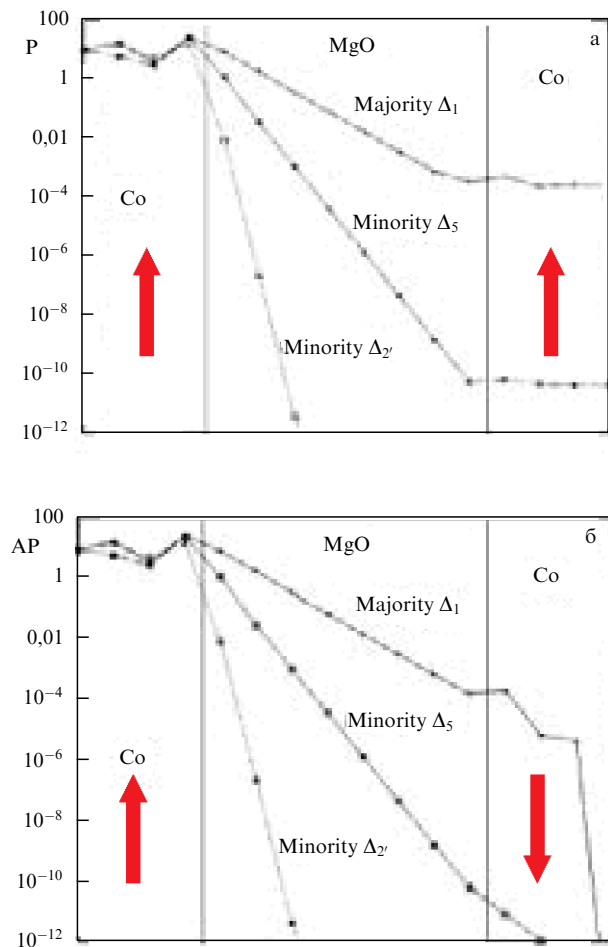 100
P
MgO
а
1
Co
Majority Δ₁
0,01
10⁻⁴
Co
Minority Δ₅
10⁻⁶
10⁻⁸
Minority Δ₂′
10⁻¹⁰
10⁻¹²
100
AP
MgO
б
1
Co
Majority Δ₁
0,01
10⁻⁴
Minority Δ₅
10⁻⁶
Co
10⁻⁸
Minority Δ₂′
10⁻¹⁰
10⁻¹²